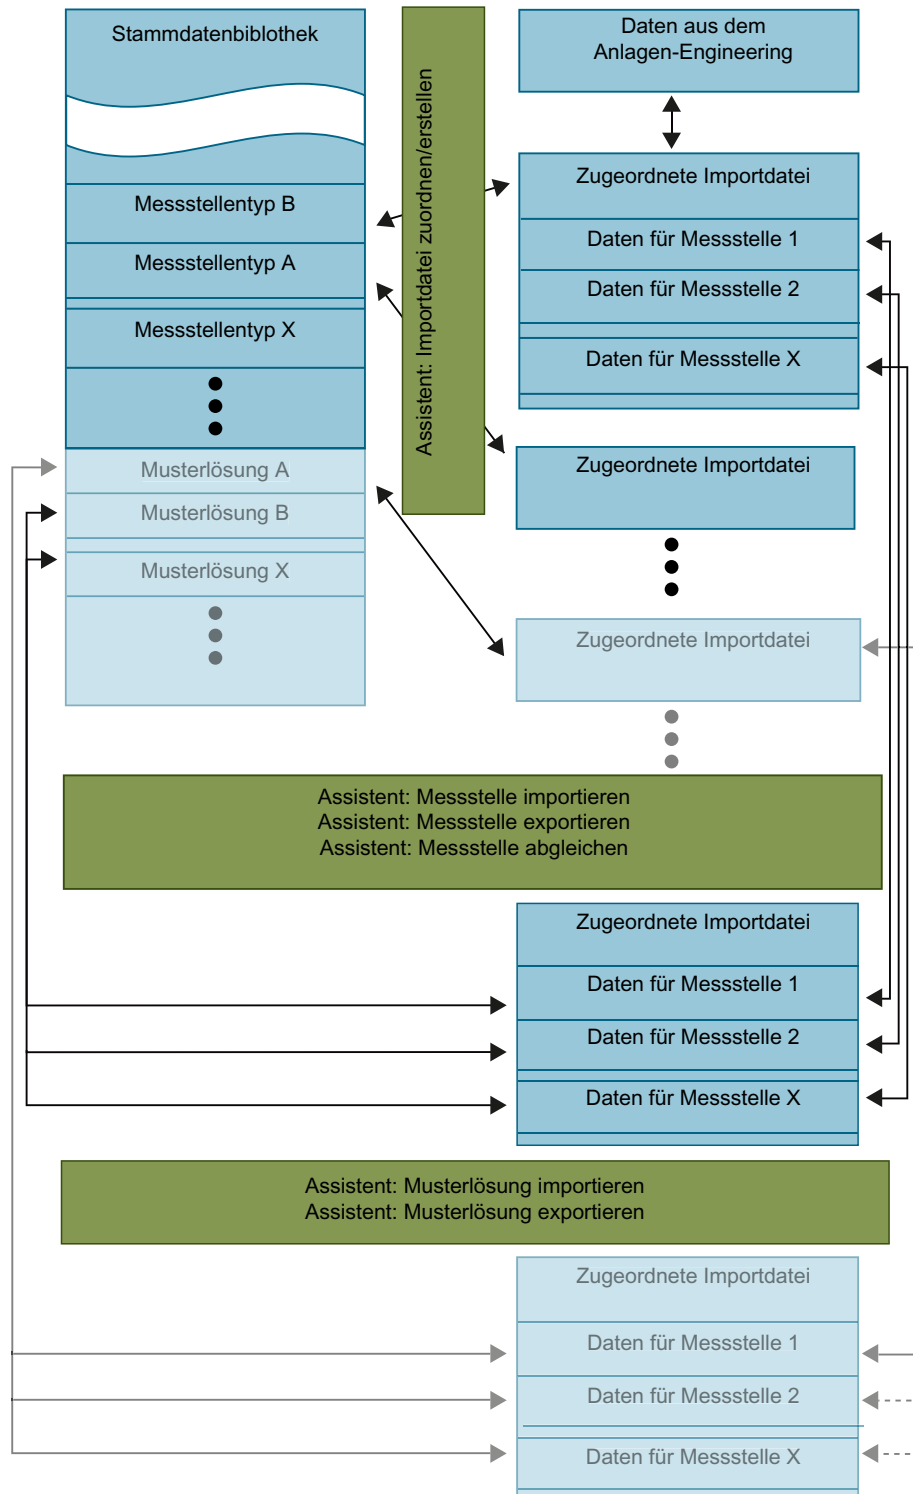 Stammdatenbibliothek
Messstellentyp B
Messstellentyp A
Messstellentyp X
Musterlösung A
Musterlösung B
Musterlösung X
Assistent: Importdatei zuordnen/erstellen
Daten aus dem
Anlagen-Engineering
Zugeordnete Importdatei
Daten für Messstelle 1
Daten für Messstelle 2
Daten für Messstelle X
Zugeordnete Importdatei
Zugeordnete Importdatei
Assistent: Messstelle importieren
Assistent: Messstelle exportieren
Assistent: Messstelle abgleichen
Zugeordnete Importdatei
Daten für Messstelle 1
Daten für Messstelle 2
Daten für Messstelle X
Assistent: Musterlösung importieren
Assistent: Musterlösung exportieren
Zugeordnete Importdatei
Daten für Messstelle 1
Daten für Messstelle 2
Daten für Messstelle X